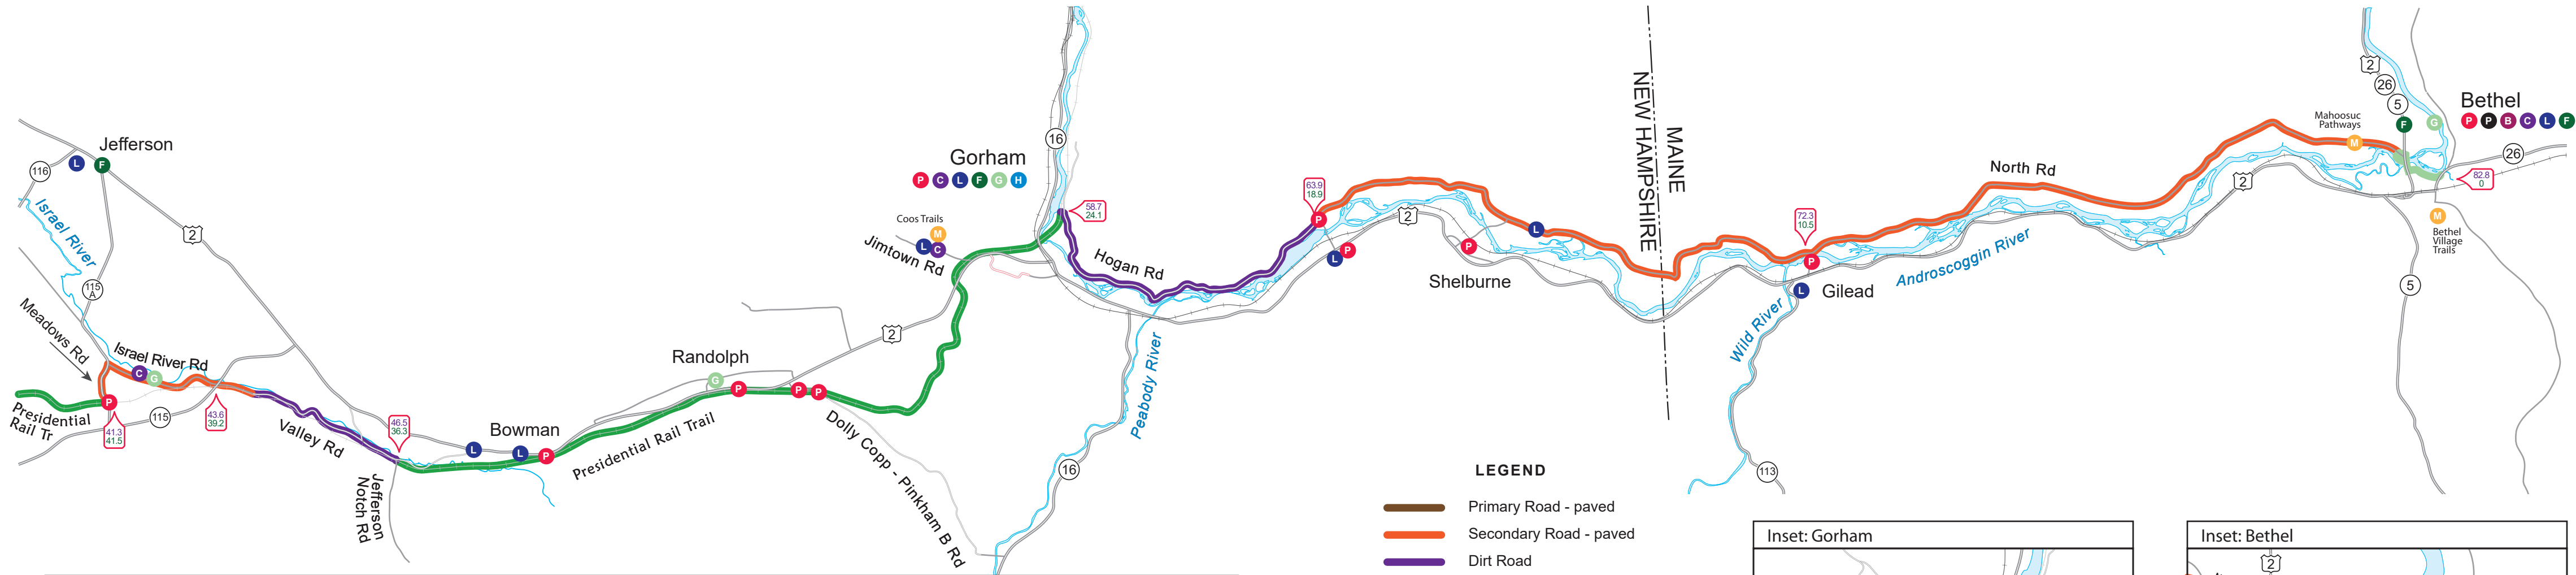 Jefferson
L
F
116
2
Israel River
115
A
Meadows Rd
Israel River Rd
C
G
P
Presidential
Rail Tr
41.3
41.5
115
43.6
39.2
Valley Rd
46.5
36.3
Jefferson
Notch Rd
L
Bowman
L
P
Presidential Rail Trail
Randolph
G
P
P
P
2
Dolly Copp - Pinkham B Rd
Gorham
P C L F G H
Coos Trails
M
L
C
Jimtown Rd
16
58.7
24.1
Hogan Rd
Peabody River
16
63.9
18.9
P
P
L
2
P
Shelburne
L
NEW HAMPSHIRE
MAINE
72.3
10.5
P
L
Gilead
Wild River
113
Androscoggin River
North Rd
2
Mahoosuc
Pathways
M
2
26
5
F
G
Bethel
P P B C L F
26
82.8
0
M
Bethel
Village
Trails
5
LEGEND
Primary Road - paved
Secondary Road - paved
Dirt Road
Inset: Gorham
Inset: Bethel
2